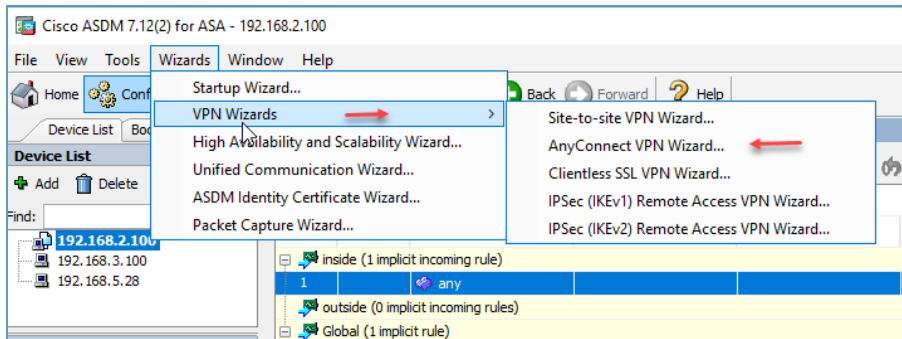 Cisco ASDM 7.12(2) for ASA - 192.168.2.100
File View Tools Wizards Window Help
Home Conf Back Forward Help
Startup Wizard...
VPN Wizards
High Availability and Scalability Wizard...
Unified Communication Wizard...
ASDM Identity Certificate Wizard...
Packet Capture Wizard...
Site-to-site VPN Wizard...
AnyConnect VPN Wizard...
Clientless SSL VPN Wizard...
IPSec (IKEv1) Remote Access VPN Wizard...
IPSec (IKEv2) Remote Access VPN Wizard...
Device List Boo
Device List
Add Delete
Find:
192.168.2.100
192.168.3.100
192.168.5.28
inside (1 implicit incoming rule)
1 any
outside (0 implicit incoming rules)
Global (1 implicit rule)